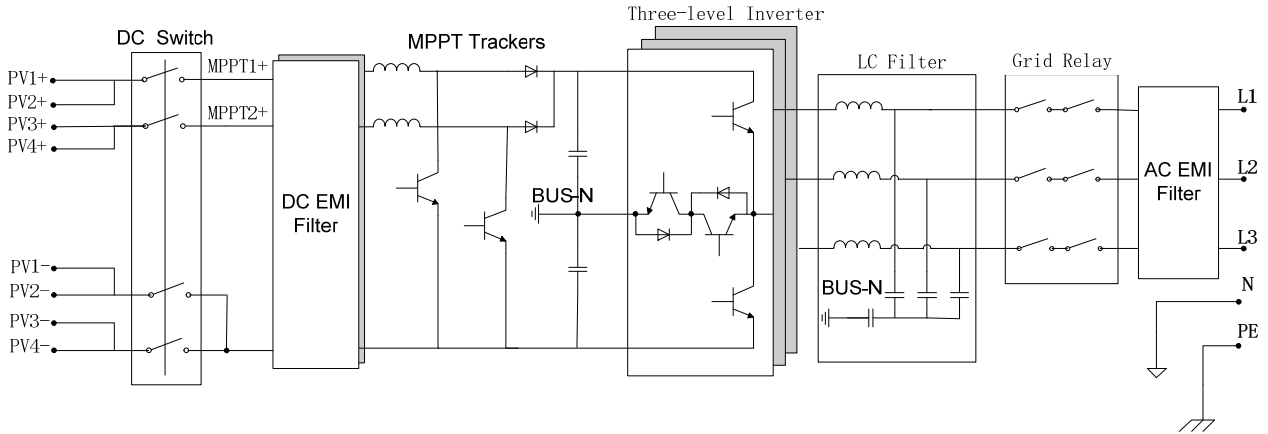 Three-level Inverter
DC Switch
MPPT Trackers
LC Filter
Grid Relay
PV1+
PV2+
PV3+
PV4+
MPPT1+
MPPT2+
DC EMI
Filter
BUS-N
BUS-N
AC EMI
Filter
L1
L2
L3
N
PE
PV1-
PV2-
PV3-
PV4-